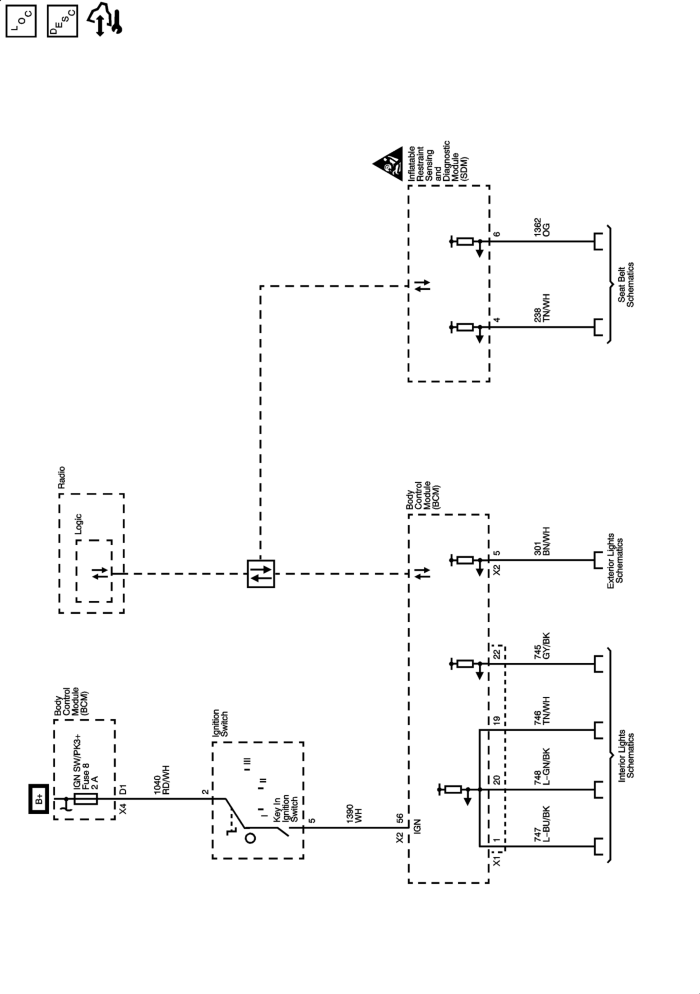 LOC
DESC
B+
Body
Control
Module
(BCM)
IGN SW/PK3+
Fuse 8
2 A
X4
D1
1040
RD/WH
2
Ignition
Switch
I
II
III
Key In
Ignition
Switch
5
1390
WH
X2
56
IGN
Radio
Logic
Body
Control
Module
(BCM)
X1
1
20
19
22
X2
5
747
L-BU/BK
748
L-GN/BK
746
TN/WH
745
GY/BK
301
BN/WH
Interior Lights
Schematics
Exterior Lights
Schematics
Inflatable
Restraint
Sensing
and
Diagnostic
Module
(SDM)
4
6
238
TN/WH
1362
OG
Seat Belt
Schematics